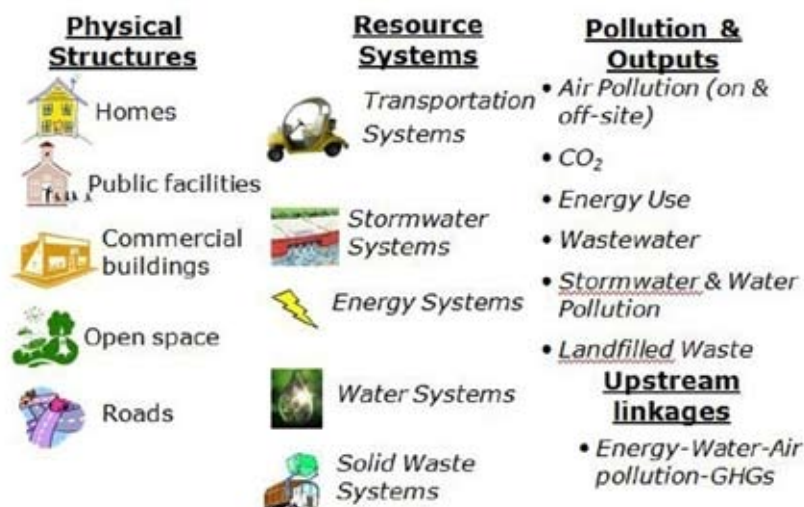 Physical
Structures
Homes
Public facilities
Commercial
buildings
Open space
Roads
Resource
Systems
Transportation
Systems
Stormwater
Systems
Energy Systems
Water Systems
Solid Waste
Systems
Pollution &
Outputs
• Air Pollution (on &
off-site)
• CO₂
• Energy Use
• Wastewater
• Stormwater & Water
Pollution
• Landfilled Waste
Upstream
linkages
• Energy-Water-Air
pollution-GHGs